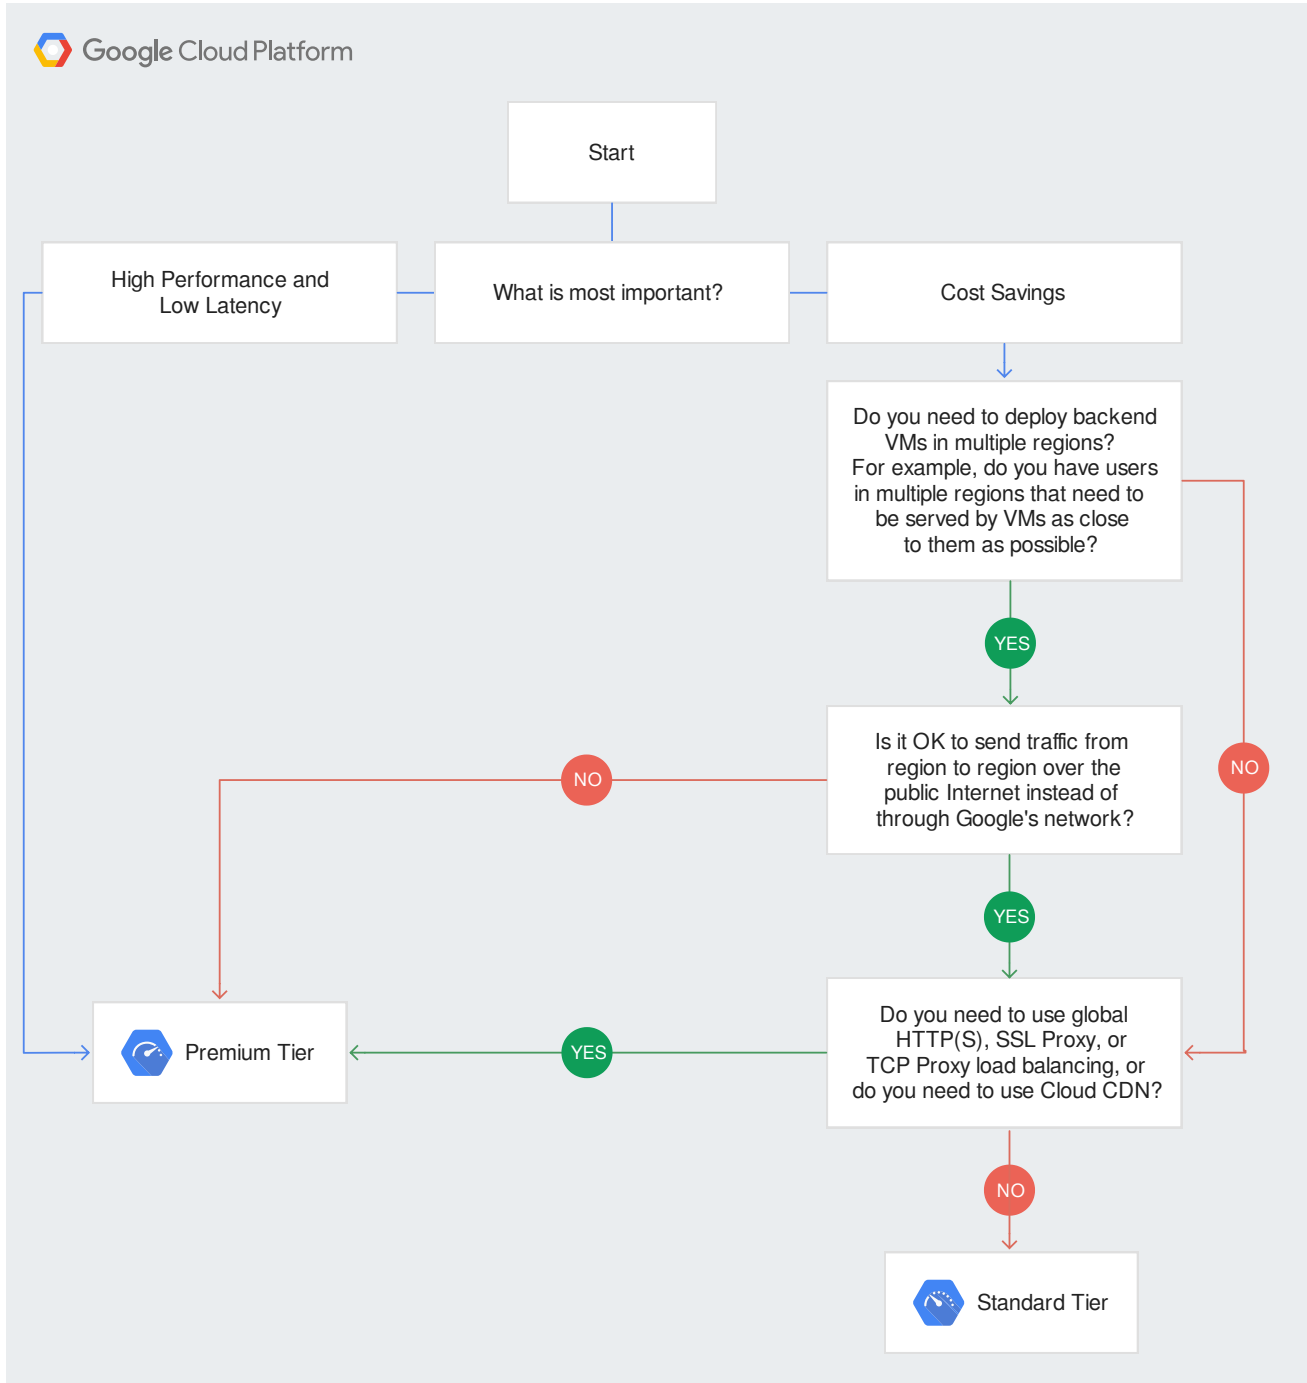 Google Cloud Platform
Start
High Performance and
Low Latency
What is most important?
Cost Savings
Do you need to deploy backend
VMs in multiple regions?
For example, do you have users
in multiple regions that need to
be served by VMs as close
to them as possible?
YES
NO
Is it OK to send traffic from
region to region over the
public Internet instead of
through Google's network?
NO
YES
Do you need to use global
HTTP(S), SSL Proxy, or
TCP Proxy load balancing, or
do you need to use Cloud CDN?
YES
Premium Tier
NO
Standard Tier